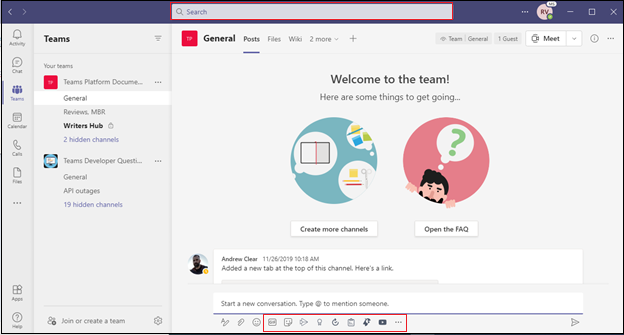 Search
RV
Activity
Chat
Teams
Calendar
Calls
Files
Apps
Help
Teams
Your teams
TP
Teams Platform Docume...
General
Reviews, MBR
Writers Hub
2 hidden channels
Teams Developer Questi...
General
API outages
19 hidden channels
Join or create a team
TP
General
Posts
Files
Wiki
2 more
Team
General
1 Guest
Meet
Welcome to the team!
Here are some things to get going...
Create more channels
Open the FAQ
Andrew Clear 11/26/2019 10:18 AM
Added a new tab at the top of this channel. Here's a link.
Start a new conversation. Type @ to mention someone.
GIF